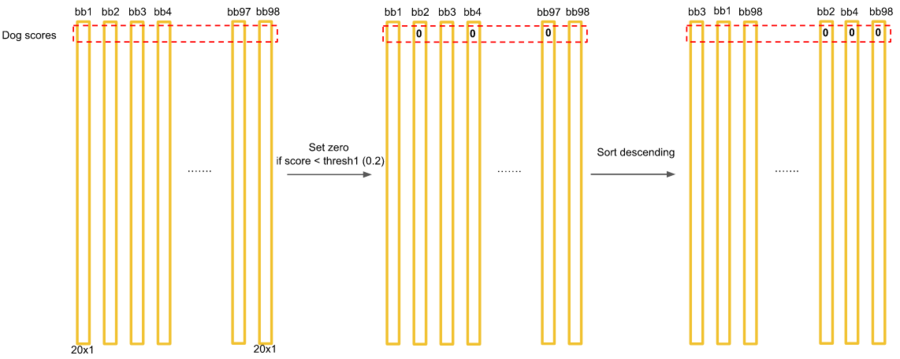 bb1 bb2 bb3 bb4 bb97 bb98 bb1 bb2 bb3 bb4 bb97 bb98 bb3 bb1 bb98 bb2 bb4 bb98
Dog scores 0 0 0 0 0 0
Set zero
if score < thresh1 (0.2)
Sort descending
....... ....... .......
20x1 20x1